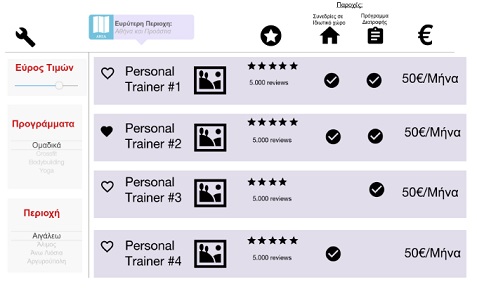 Παροχές:
Ευρύτερη Περιοχή:
Αθήνα και Προάστια
Συνεδρίες σε
Ιδιωτικό χώρο
Πρόγραμμα
Διατροφής
€
Εύρος Τιμών
Personal
Trainer #1
5.000 reviews
50€/Μήνα
Προγράμματα
Ομαδικά
Crossfit
Bodybuilding
Yoga
Personal
Trainer #2
5.000 reviews
50€/Μήνα
Personal
Trainer #3
5.000 reviews
50€/Μήνα
Περιοχή
Αιγάλεω
Άλιμος
Άνω Λιόσια
Αργυρούπολη
Personal
Trainer #4
5.000 reviews
50€/Μήνα